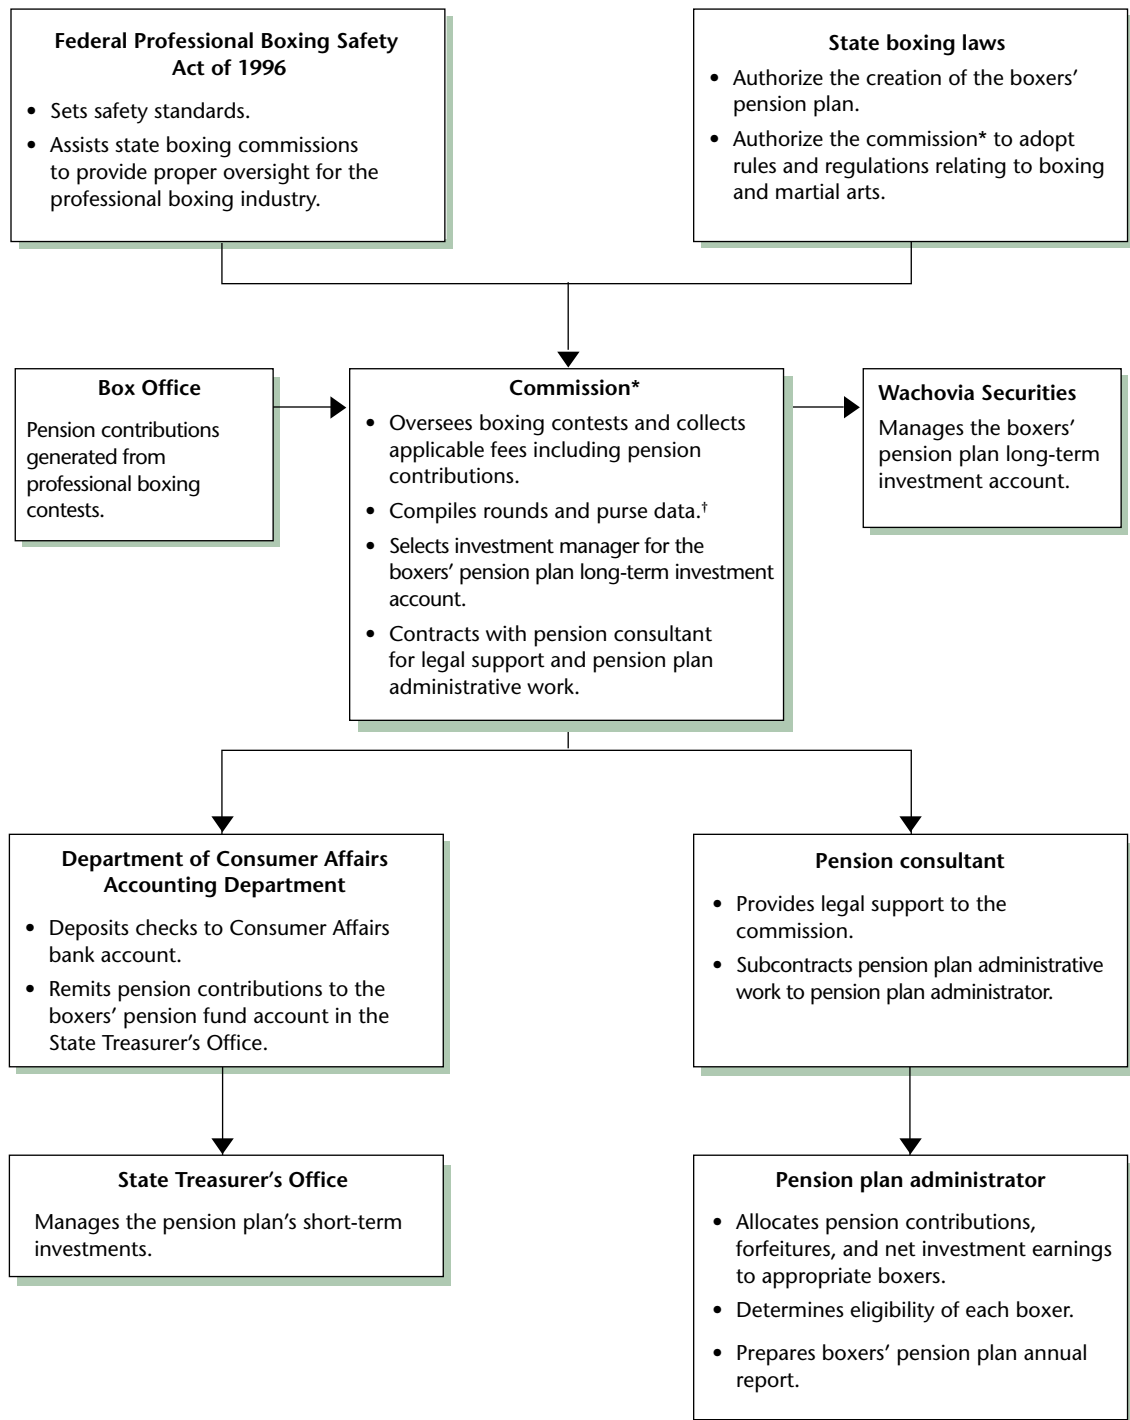 Federal Professional Boxing Safety
Act of 1996
• Sets safety standards.
• Assists state boxing commissions
to provide proper oversight for the
professional boxing industry.
State boxing laws
• Authorize the creation of the boxers’
pension plan.
• Authorize the commission* to adopt
rules and regulations relating to boxing
and martial arts.
Box Office
Pension contributions
generated from
professional boxing
contests.
Commission*
• Oversees boxing contests and collects
applicable fees including pension
contributions.
• Compiles rounds and purse data.†
• Selects investment manager for the
boxers’ pension plan long-term investment
account.
• Contracts with pension consultant
for legal support and pension plan
administrative work.
Wachovia Securities
Manages the boxers’
pension plan long-term
investment account.
Department of Consumer Affairs
Accounting Department
• Deposits checks to Consumer Affairs
bank account.
• Remits pension contributions to the
boxers’ pension fund account in the
State Treasurer’s Office.
Pension consultant
• Provides legal support to the
commission.
• Subcontracts pension plan administrative
work to pension plan administrator.
State Treasurer’s Office
Manages the pension plan’s short-term
investments.
Pension plan administrator
• Allocates pension contributions,
forfeitures, and net investment earnings
to appropriate boxers.
• Determines eligibility of each boxer.
• Prepares boxers’ pension plan annual
report.